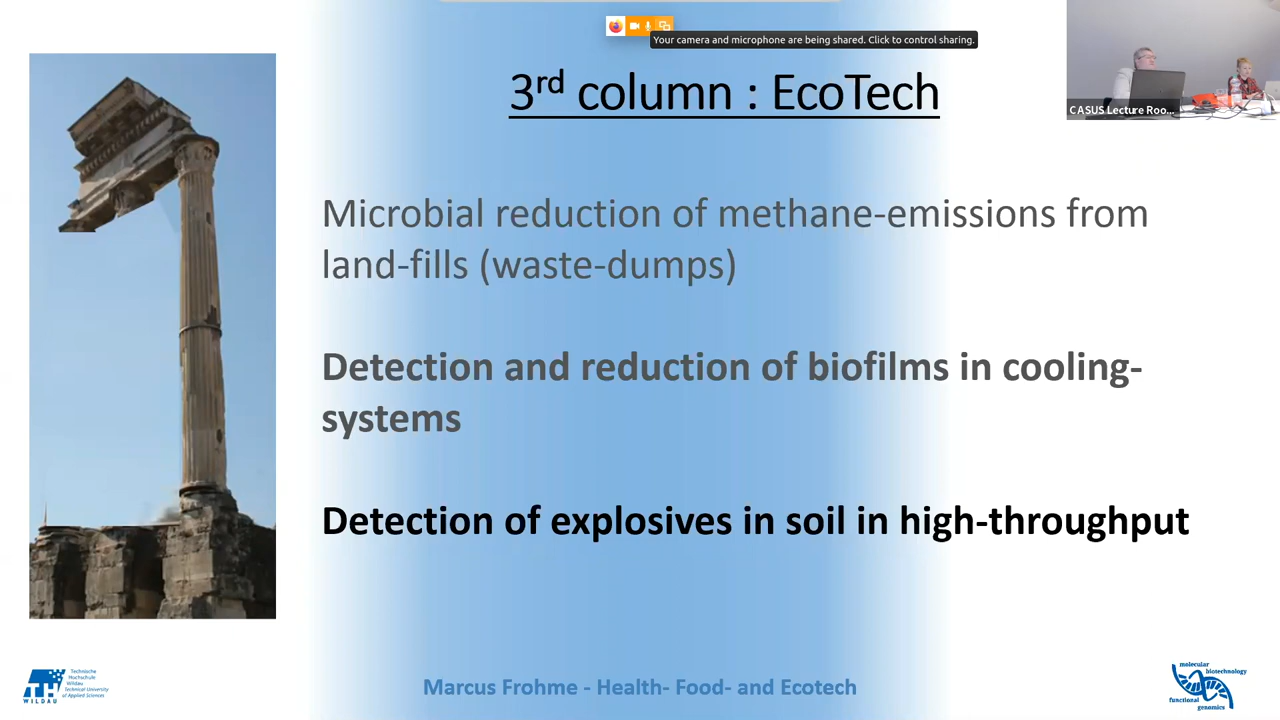 Your camera and microphone are being shared. Click to control sharing.
3rd column : EcoTech
CASUS Lecture Roo...
Microbial reduction of methane-emissions from
land-fills (waste-dumps)
Detection and reduction of biofilms in cooling-
systems
Detection of explosives in soil in high-throughput
Technische
Hochschule
Wildau
Technical University
of Applied Sciences
TH
WILDAU
Marcus Frohme - Health- Food- and Ecotech
molecular
biotechnology
functional
genomics